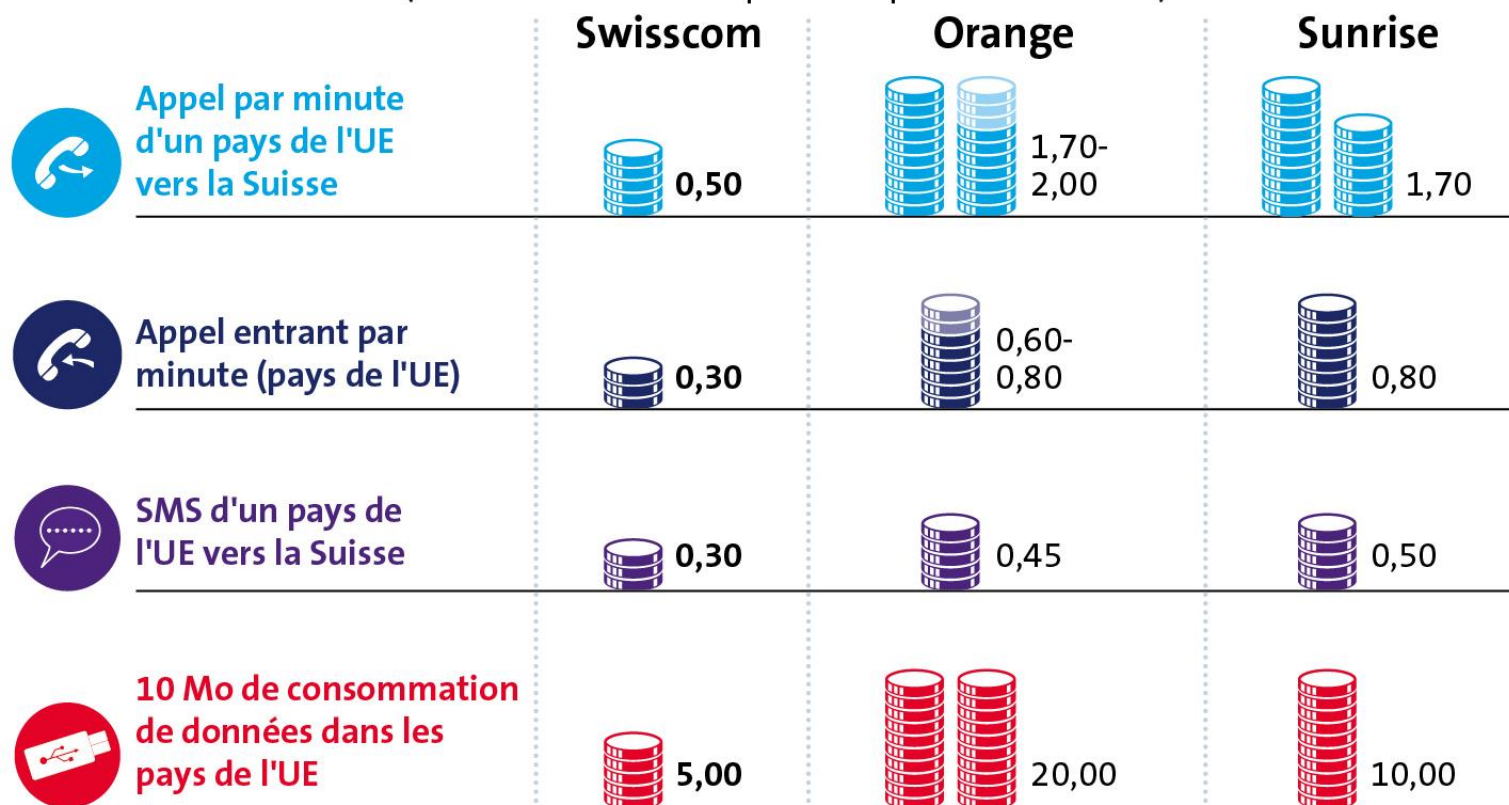 Swisscom Orange Sunrise
Appel par minute
d'un pays de l'UE
vers la Suisse
0,50
1,70-
2,00
1,70
Appel entrant par
minute (pays de l'UE)
0,30
0,60-
0,80
0,80
SMS d'un pays de
l'UE vers la Suisse
0,30
0,45
0,50
10 Mo de consommation
de données dans les
pays de l'UE
5,00
20,00
10,00